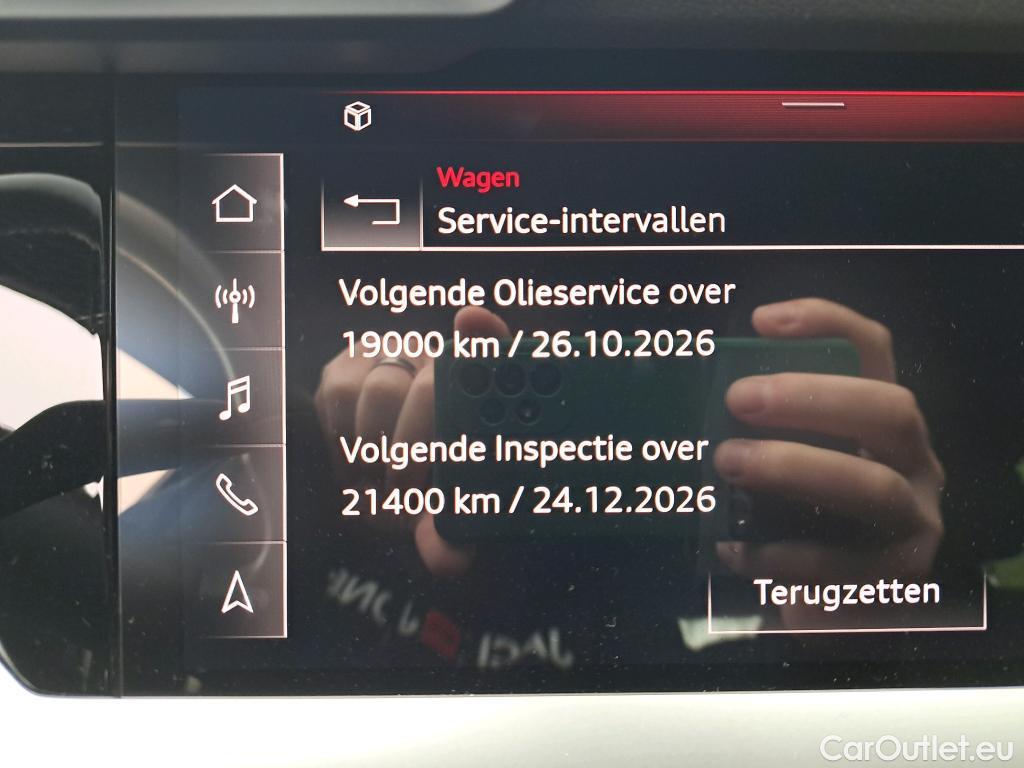 Wagen
Service-intervallen
Volgende Olieservice over
19000 km / 26.10.2026
Volgende Inspectie over
21400 km / 24.12.2026
Terugzetten
CarOutlet.eu